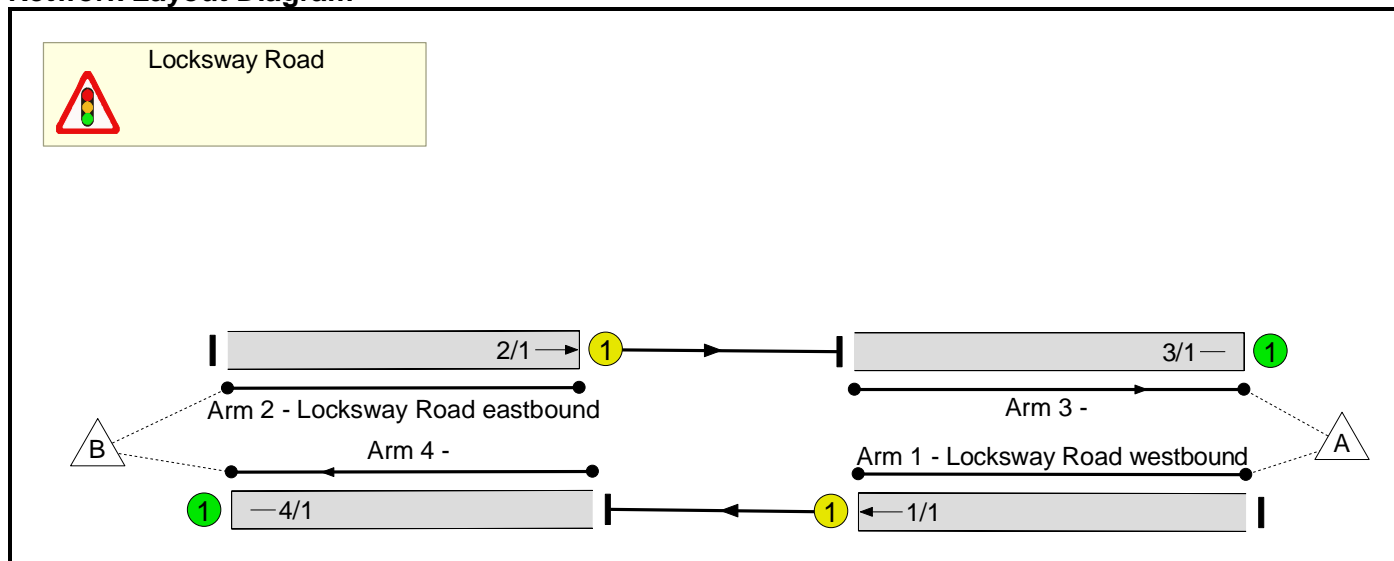 Network Layout Diagram
Locksway Road
2/1
1
3/1
1
Arm 2 - Locksway Road eastbound
Arm 3 -
B
Arm 4 -
Arm 1 - Locksway Road westbound
A
1
4/1
1
1/1